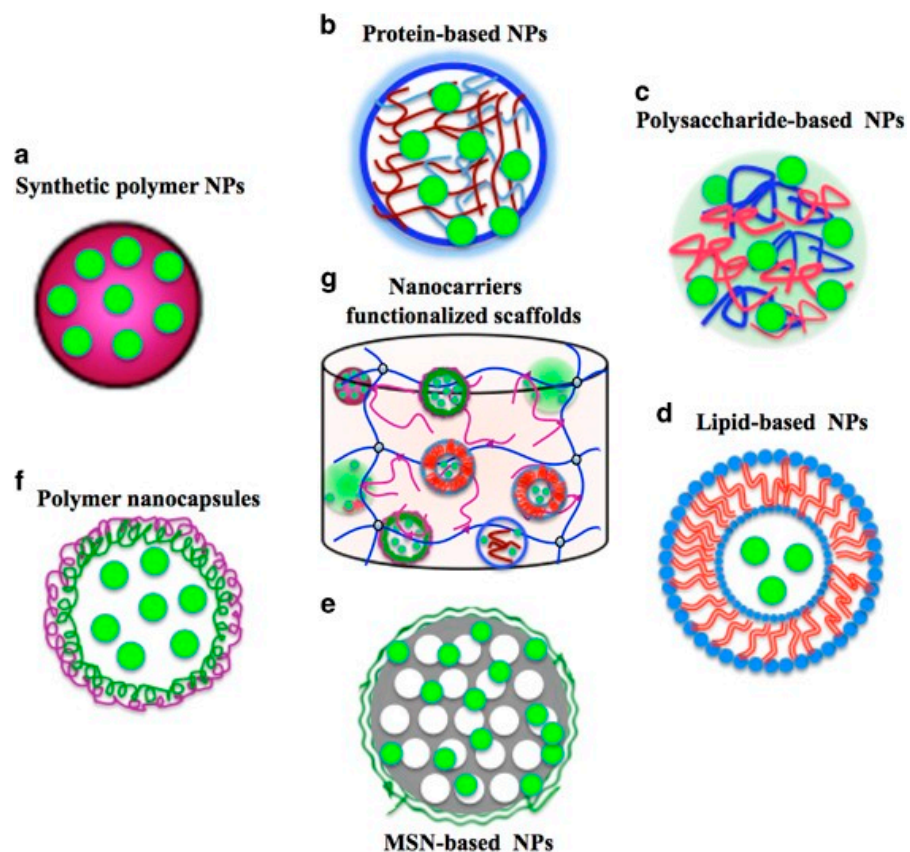 a
Synthetic polymer NPs
b
Protein-based NPs
c
Polysaccharide-based NPs
g
Nanocarriers
functionalized scaffolds
d
Lipid-based NPs
f
Polymer nanocapsules
e
MSN-based NPs